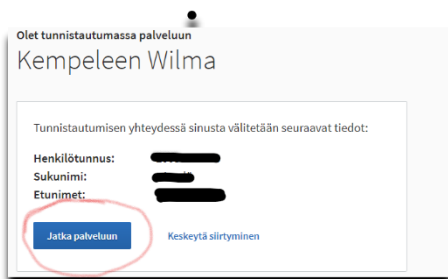 Olet tunnistautumassa palveluun
Kempeleen Wilma
Tunnistautumisen yhteydessä sinusta välitetään seuraavat tiedot:
Henkilötunnus:
Sukunimi:
Etunimet:
Jatka palveluun Keskeytä siirtyminen